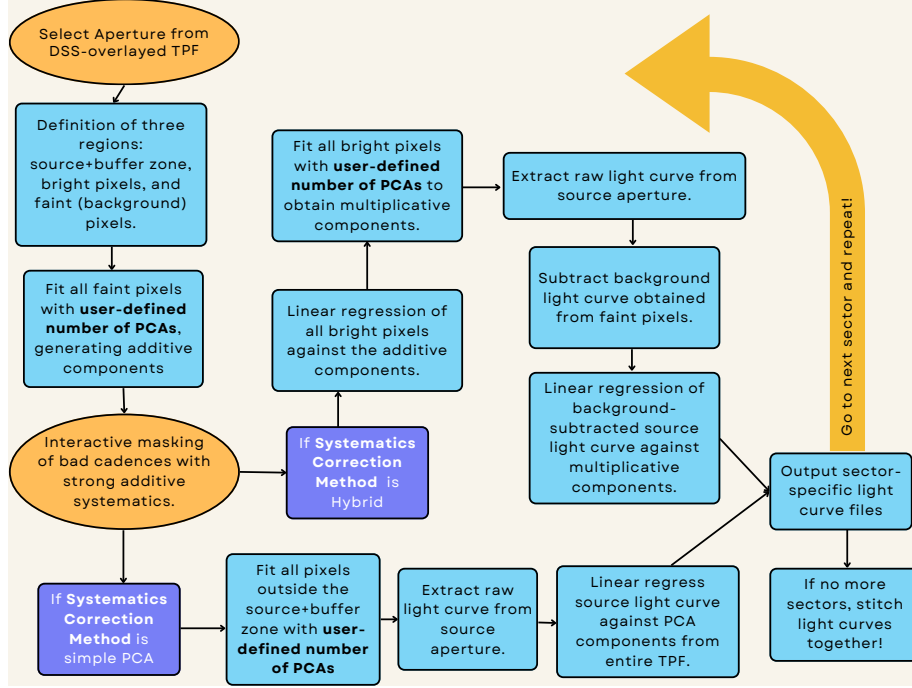 Select Aperture from
DSS-overlayed TPF
Definition of three
regions:
source+buffer zone,
bright pixels, and
faint (background)
pixels.
Fit all faint pixels
with user-defined
number of PCAs,
generating additive
components
Interactive masking
of bad cadences with
strong additive
systematics.
If Systematics
Correction
Method is
Hybrid
Linear regression of
all bright pixels
against the additive
components.
Fit all bright pixels
with user-defined
number of PCAs to
obtain multiplicative
components.
Extract raw light curve from
source aperture.
Subtract background
light curve obtained
from faint pixels.
Linear regression of
background-
subtracted source
light curve against
multiplicative
components.
If Systematics
Correction
Method is
simple PCA
Fit all pixels
outside the
source+buffer
zone with user-
defined number
of PCAs
Extract raw
light curve from
source
aperture.
Linear regress
source light curve
against PCA
components from
entire TPF.
Output sector-
specific light
curve files
If no more
sectors, stitch
light curves
together!
Go to next sector and repeat!